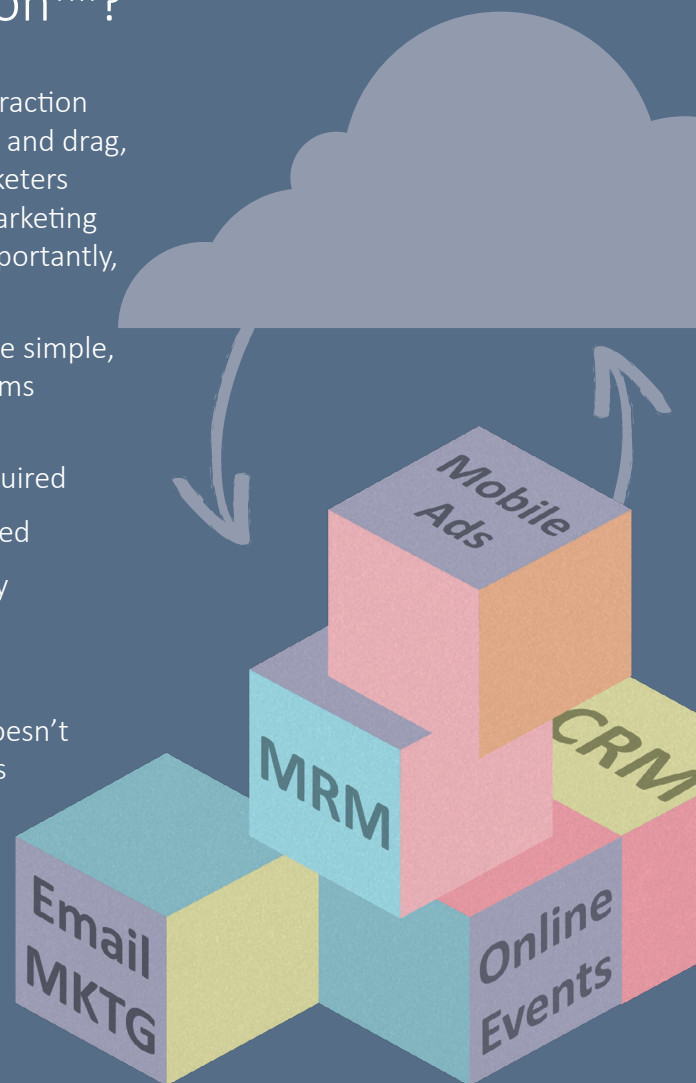 raction
and drag,
keters
arketing
portantly,
e simple,
ms
uired
ed
y
oesn't
s
Mobile
Ads
CRM
MRM
Email
MKTG
Online
Events